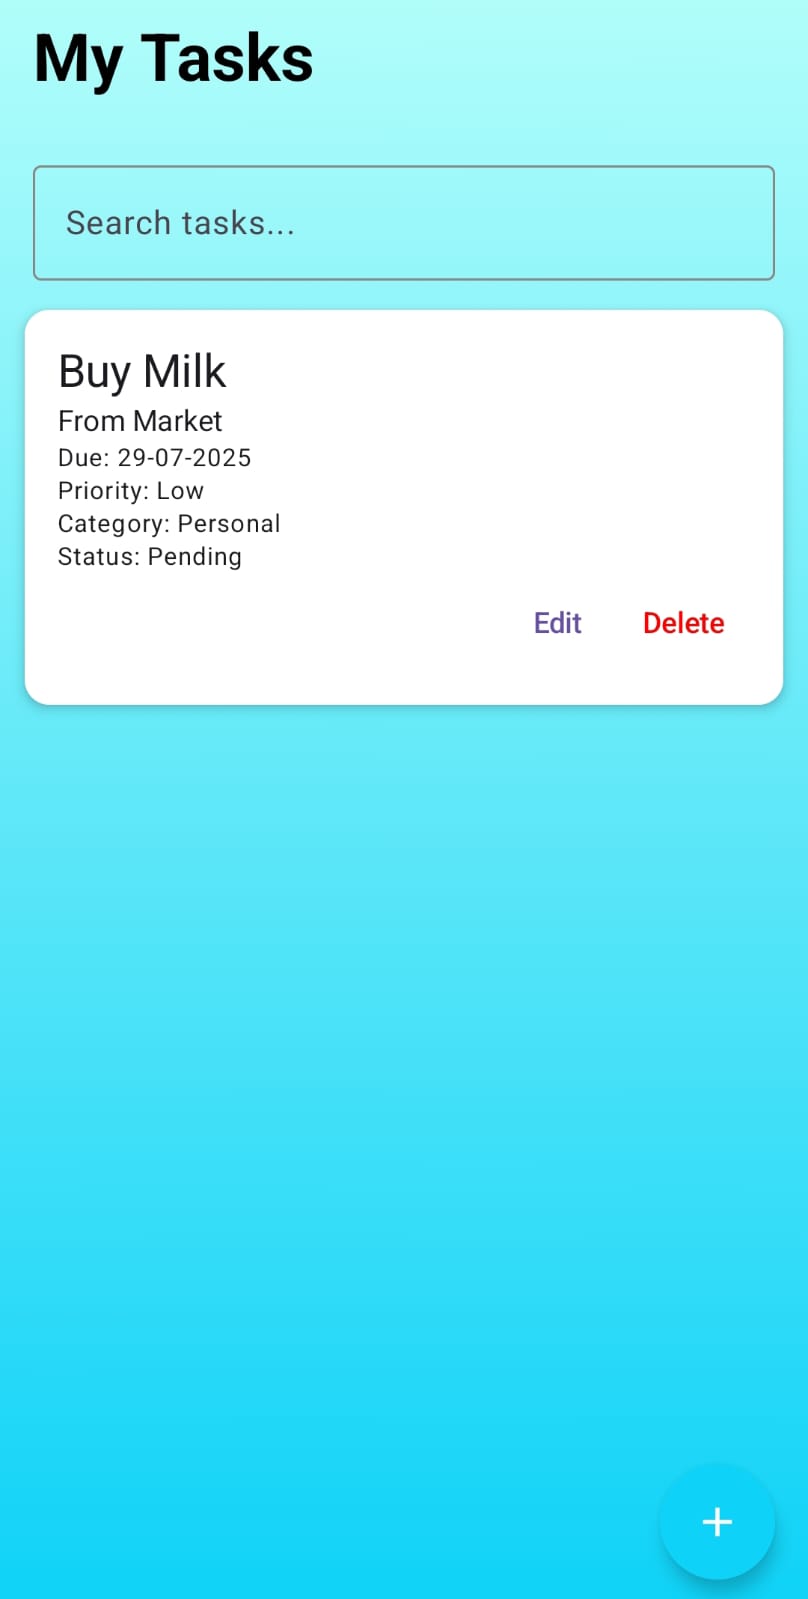 My Tasks
Search tasks...
Buy Milk
From Market
Due: 29-07-2025
Priority: Low
Category: Personal
Status: Pending
Edit Delete
+